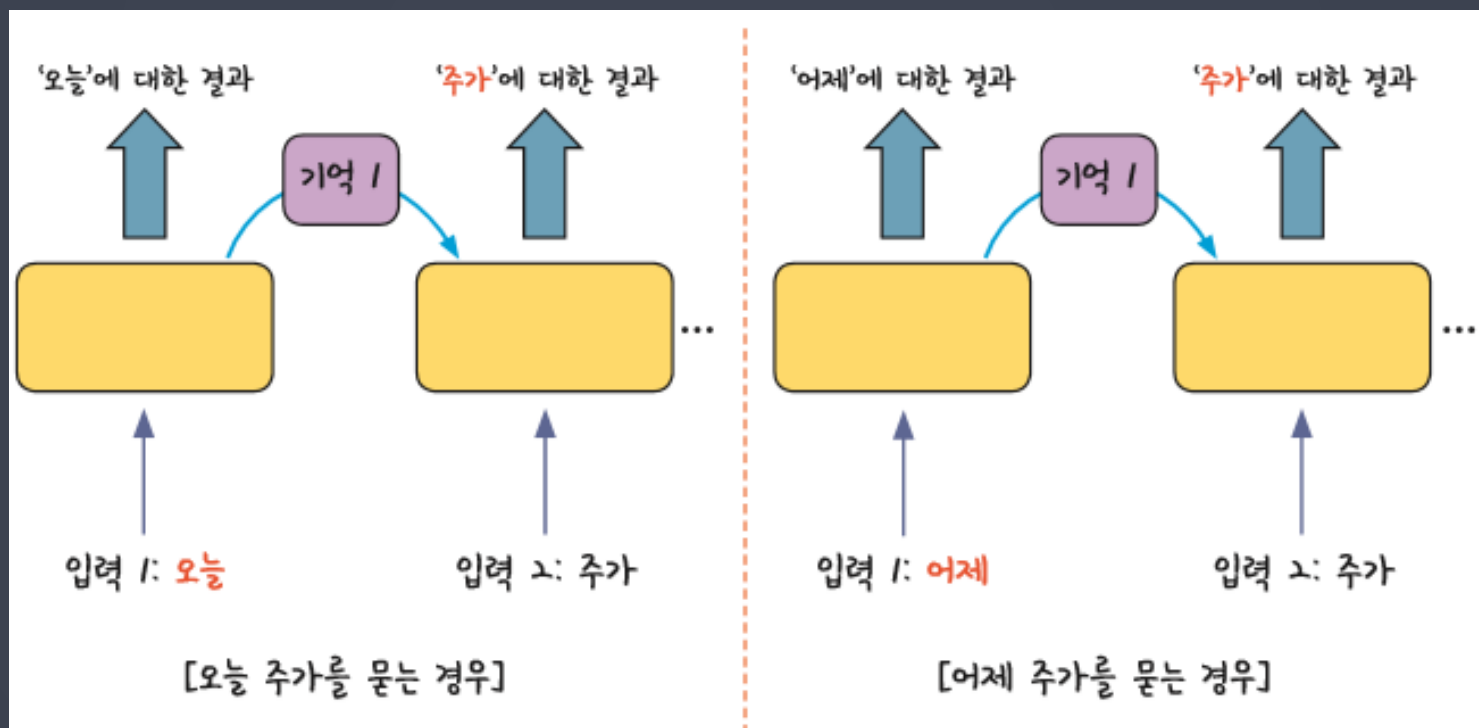 '오늘'에 대한 결과
'주가'에 대한 결과
기억 1
입력 1: 오늘
입력 2: 주가
...
[오늘 주가를 묻는 경우]
'어제'에 대한 결과
'주가'에 대한 결과
기억 1
입력 1: 어제
입력 2: 주가
...
[어제 주가를 묻는 경우]